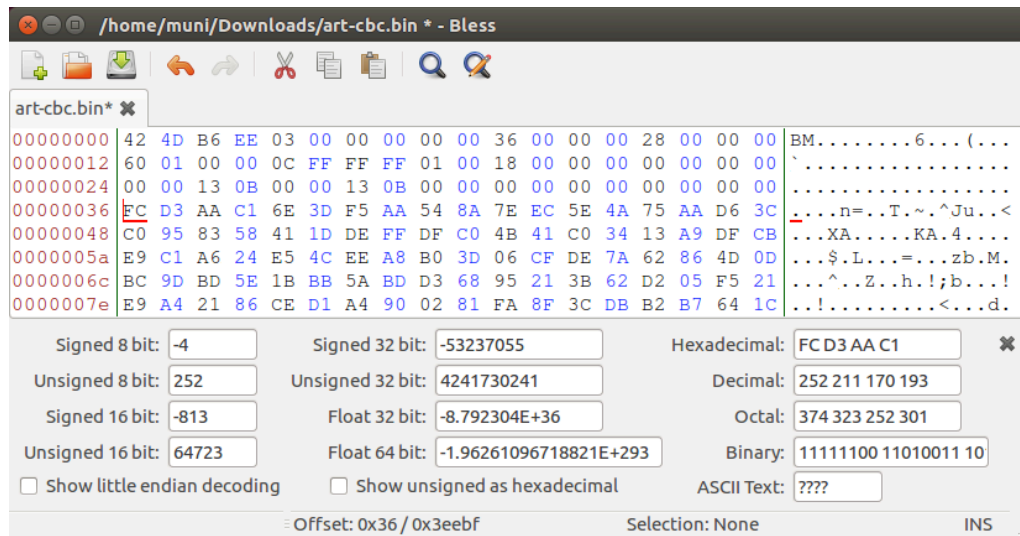 /home/muni/Downloads/art-cbc.bin * - Bless
art-cbc.bin*
00000000 42 4D B6 EE 03 00 00 00 00 00 36 00 00 00 28 00 00 00 BM........6...(...
00000012 60 01 00 00 0C FF FF FF 01 00 18 00 00 00 00 00 00 00 `.................
00000024 00 00 13 0B 00 00 13 0B 00 00 00 00 00 00 00 00 00 00 ..................
00000036 FC D3 AA C1 6E 3D F5 AA 54 8A 7E EC 5E 4A 75 AA D6 3C ....n=..T.~.^Ju..<
00000048 C0 95 83 58 41 1D DE FF DF C0 4B 41 C0 34 13 A9 DF CB ...XA.....KA.4....
0000005a E9 C1 A6 24 E5 4C EE A8 B0 3D 06 CF DE 7A 62 86 4D 0D ...$.L...=...zb.M.
0000006c BC 9D BD 5E 1B BB 5A BD D3 68 95 21 3B 62 D2 05 F5 21 ...^..Z..h.!;b...!
0000007e E9 A4 21 86 CE D1 A4 90 02 81 FA 8F 3C DB B2 B7 64 1C ..!.........<...d.
Signed 8 bit: -4 Signed 32 bit: -53237055 Hexadecimal: FC D3 AA C1
Unsigned 8 bit: 252 Unsigned 32 bit: 4241730241 Decimal: 252 211 170 193
Signed 16 bit: -813 Float 32 bit: -8.792304E+36 Octal: 374 323 252 301
Unsigned 16 bit: 64723 Float 64 bit: -1.96261096718821E+293 Binary: 11111100 11010011 10
Show little endian decoding Show unsigned as hexadecimal ASCII Text: ????
Offset: 0x36 / 0x3eebf Selection: None INS